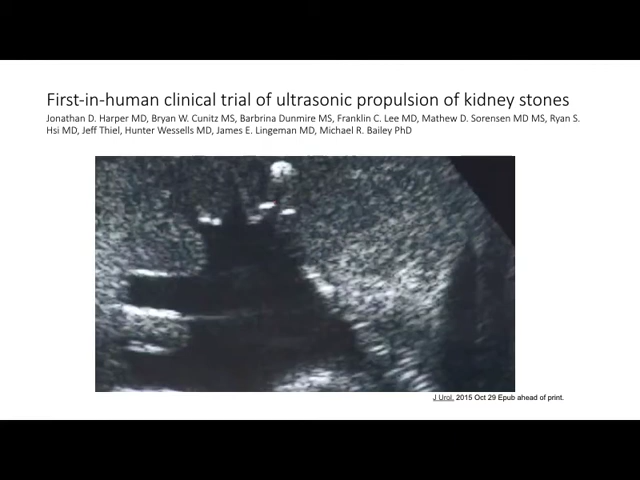 First-in-human clinical trial of ultrasonic propulsion of kidney stones
Jonathan D. Harper MD, Bryan W. Cunitz MS, Barbrina Dunmire MS, Franklin C. Lee MD, Mathew D. Sorensen MD MS, Ryan S.
Hsi MD, Jeff Thiel, Hunter Wessells MD, James E. Lingeman MD, Michael R. Bailey PhD
J Urol. 2015 Oct 29 Epub ahead of print.